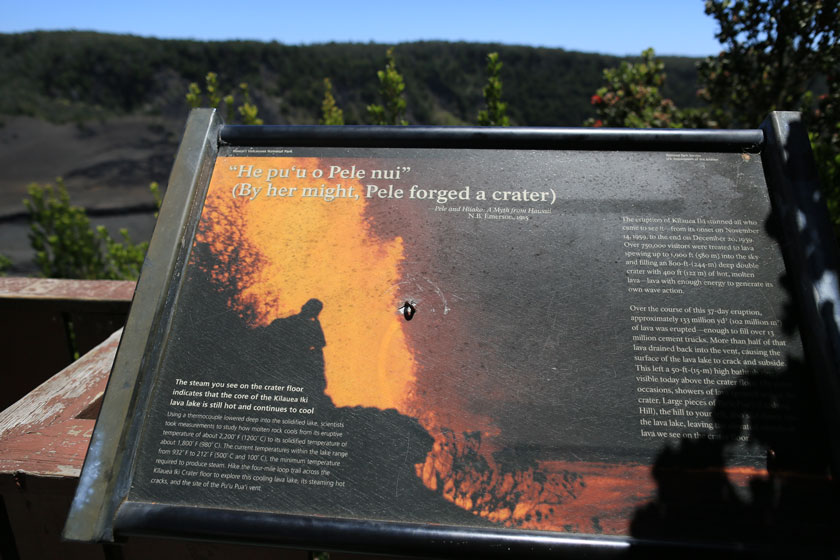 Hawai'i Volcanoes National Park
"He pu'u o Pele nui"
(By her might, Pele forged a crater)
—Pele and Hiiaka: A Myth from Hawaii
N.B. Emerson, 1915
The eruption of Kīlauea Iki stunned all who
came to see it—from its onset on November
14, 1959, to the end on December 20, 1959.
Over 750,000 visitors were treated to lava
spewing up to 1,900 ft (580 m) into the sky
and filling an 800-ft-(244-m) deep double
crater with 400 ft (122 m) of hot, molten
lava—lava with enough energy to generate its
own wave action.
Over the course of this 37-day eruption,
approximately 133 million yd³ (102 million m³
of lava was erupted—enough to fill over 13
million cement trucks. More than half of that
lava drained back into the vent, causing the
surface of the lava lake to crack and subside
This left a 50-ft-(15-m) high
visible today above the crater
occasions, showers of
crater. Large pieces of
Hill), the hill to your
the lava lake, leaving
lava we see on the
The steam you see on the crater floor
indicates that the core of the Kīlauea Iki
lava lake is still hot and continues to cool
Using a thermocouple lowered deep into the solidified lake, scientists
took measurements to study how molten rock cools from its eruptive
temperature of about 2,200° F (1200° C) to its solidified temperature of
about 1,800° F (980° C). The current temperatures within the lake range
from 932° F to 212° F (500° C and 100° C), the minimum temperature
required to produce steam. Hike the four-mile loop trail across the
Kīlauea Iki Crater floor to explore this cooling lava lake, its steaming hot
cracks, and the site of the Pu'u Pua'i vent.